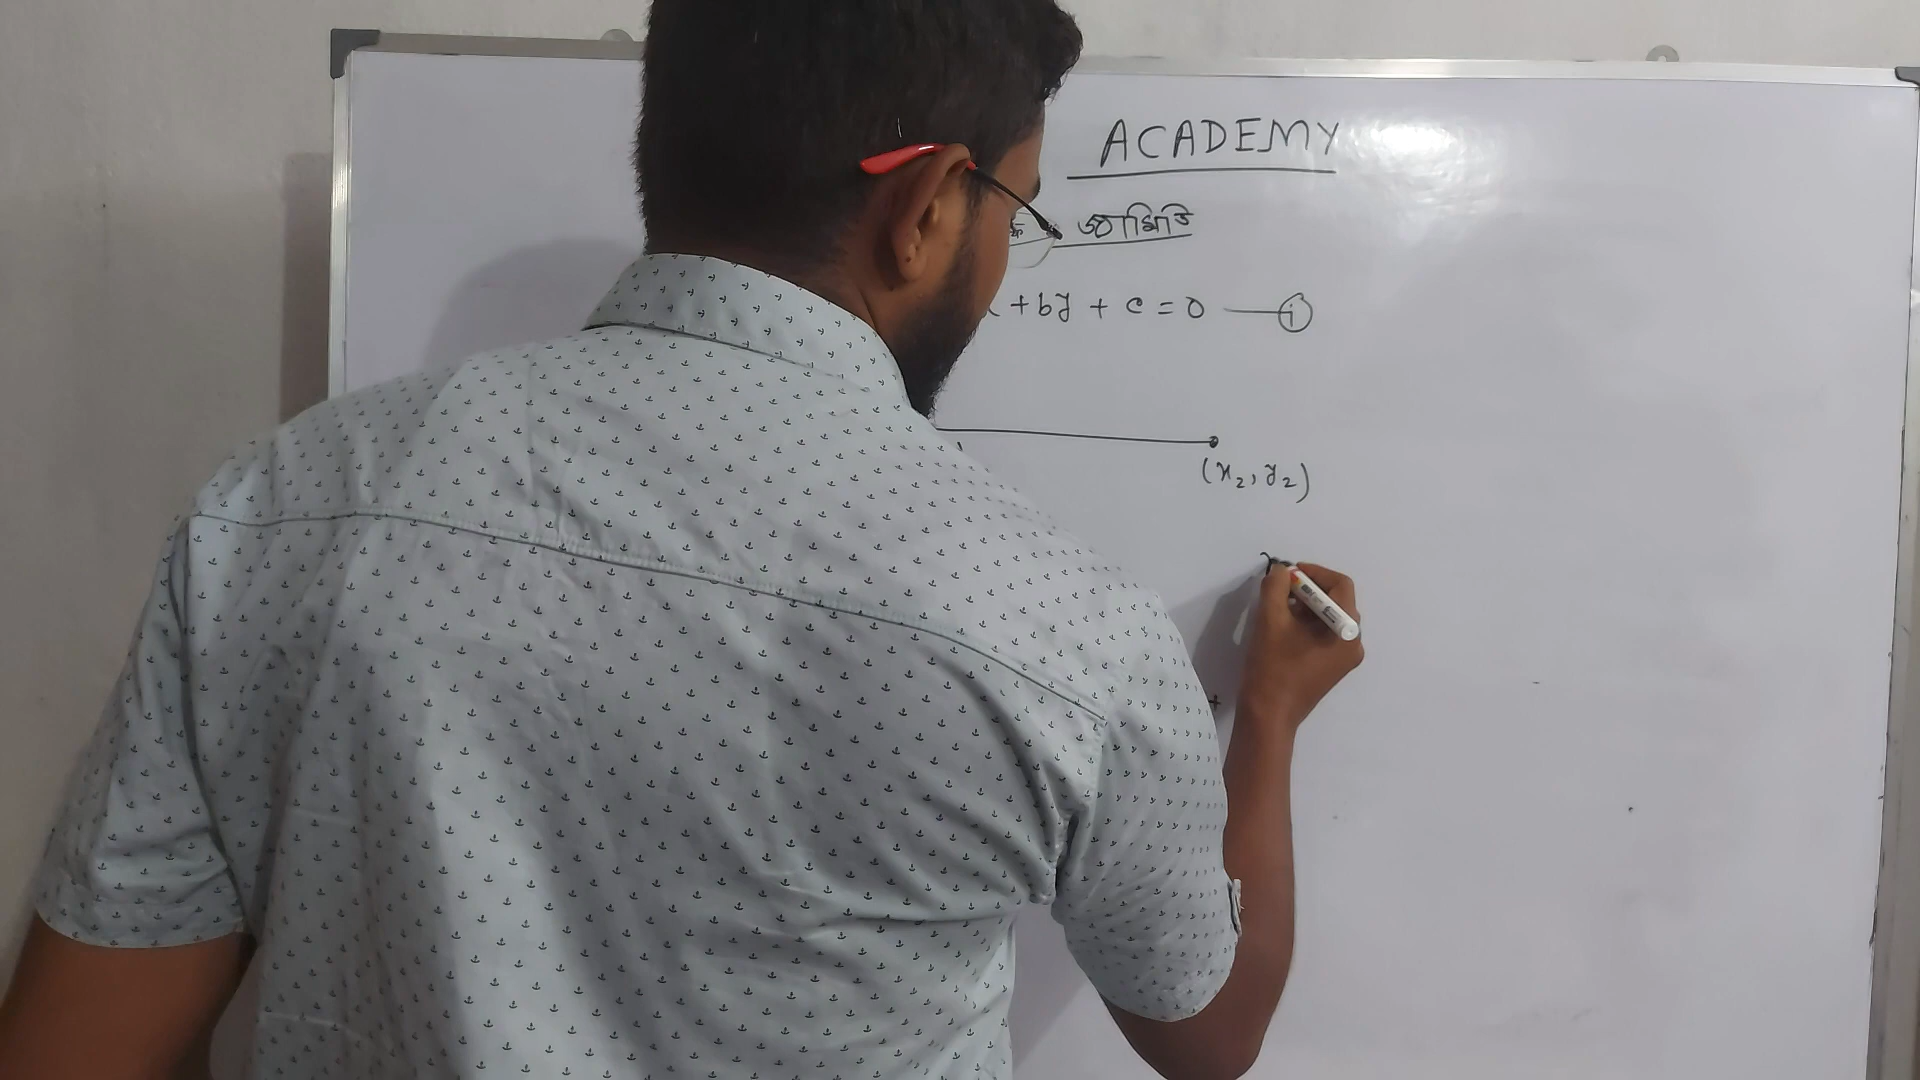 ACADEMY
জ্যামিতি
+ by + c = 0 —— (i)
(x₂, y₂)
+